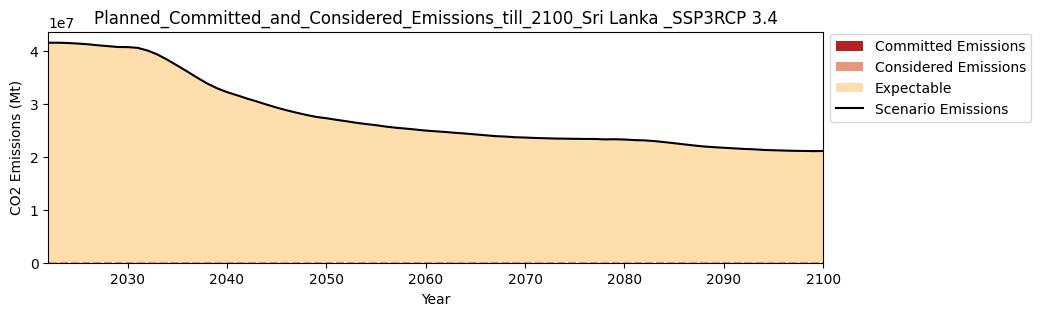 Planned_Committed_and_Considered_Emissions_till_2100_Sri Lanka _SSP3RCP 3.4
1e7
4
3
2
1
0
CO2 Emissions (Mt)
2030 2040 2050 2060 2070 2080 2090 2100
Year
Committed Emissions
Considered Emissions
Expectable
Scenario Emissions